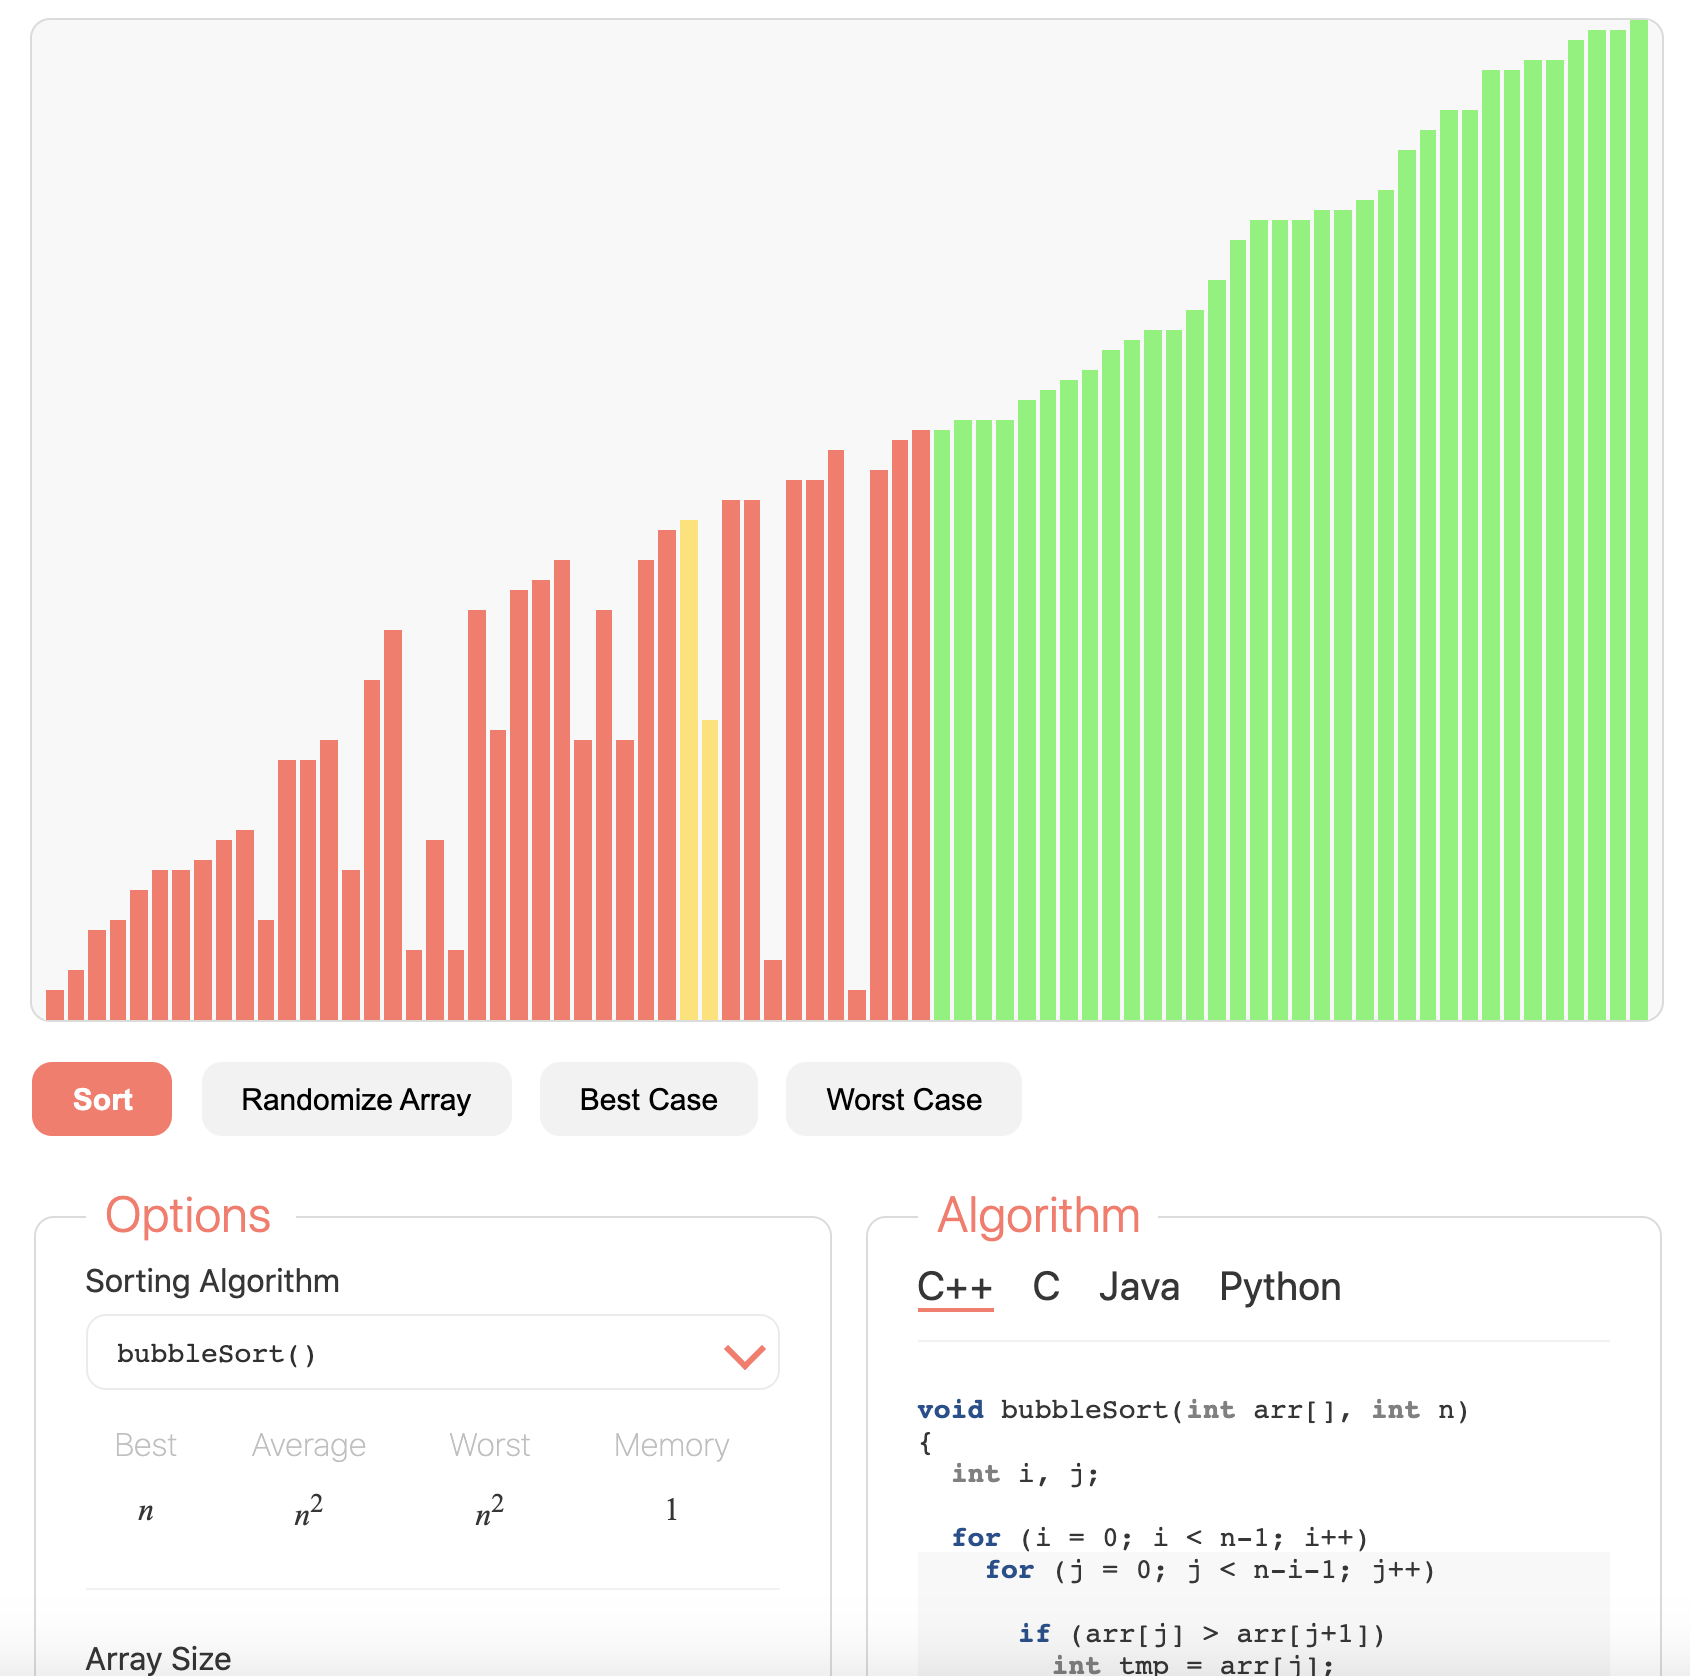 Sort
Randomize Array
Best Case
Worst Case
Options
Sorting Algorithm
bubbleSort()
Best Average Worst Memory
n n² n² 1
Array Size
Algorithm
C++ C Java Python
void bubbleSort(int arr[], int n)
{
int i, j;
for (i = 0; i < n-1; i++)
for (j = 0; j < n-i-1; j++)
if (arr[j] > arr[j+1])
int tmp = arr[j];